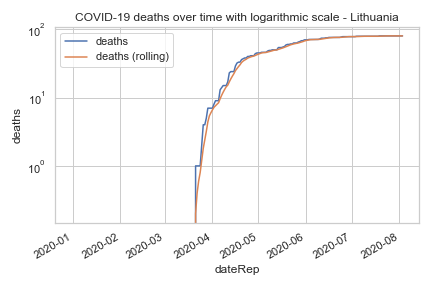 COVID-19 deaths over time with logarithmic scale - Lithuania
deaths
deaths (rolling)
10²
10¹
10⁰
deaths
2020-01
2020-02
2020-03
2020-04
2020-05
2020-06
2020-07
2020-08
dateRep